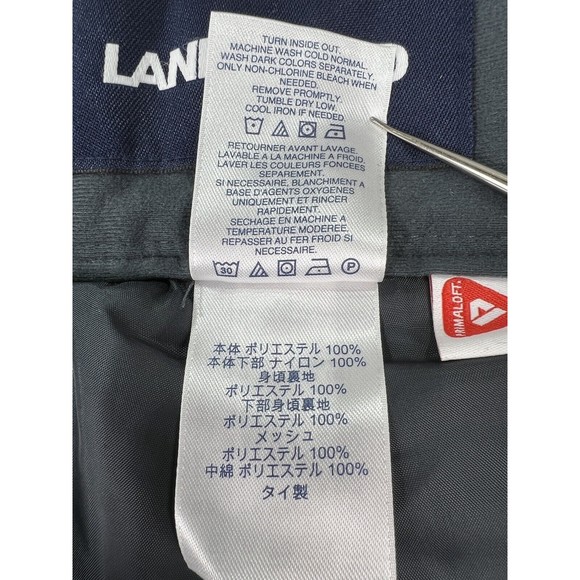 LAN
TURN INSIDE OUT.
MACHINE WASH COLD NORMAL.
WASH DARK COLORS SEPARATELY.
ONLY NON-CHLORINE BLEACH WHEN
NEEDED.
REMOVE PROMPTLY.
TUMBLE DRY LOW.
COOL IRON IF NEEDED.
RETOURNER AVANT LAVAGE.
LAVABLE A LA MACHINE A FROID.
LAVER LES COULEURS FONCEES
SEPAREMENT.
SI NECESSAIRE, BLANCHIMENT A
BASE D'AGENTS OXYGENES
UNIQUEMENT ET RINCER
RAPIDEMENT.
SECHAGE EN MACHINE A
TEMPERATURE MODEREE,
REPASSER AU FER FROID SI
NECESSAIRE.
30 P
PRIMALOFT
本体 ポリエステル 100%
本体下部 ナイロン 100%
身頃裏地
ポリエステル 100%
下部身頃裏地
ポリエステル 100%
メッシュ
ポリエステル 100%
中綿 ポリエステル 100%
タイ製